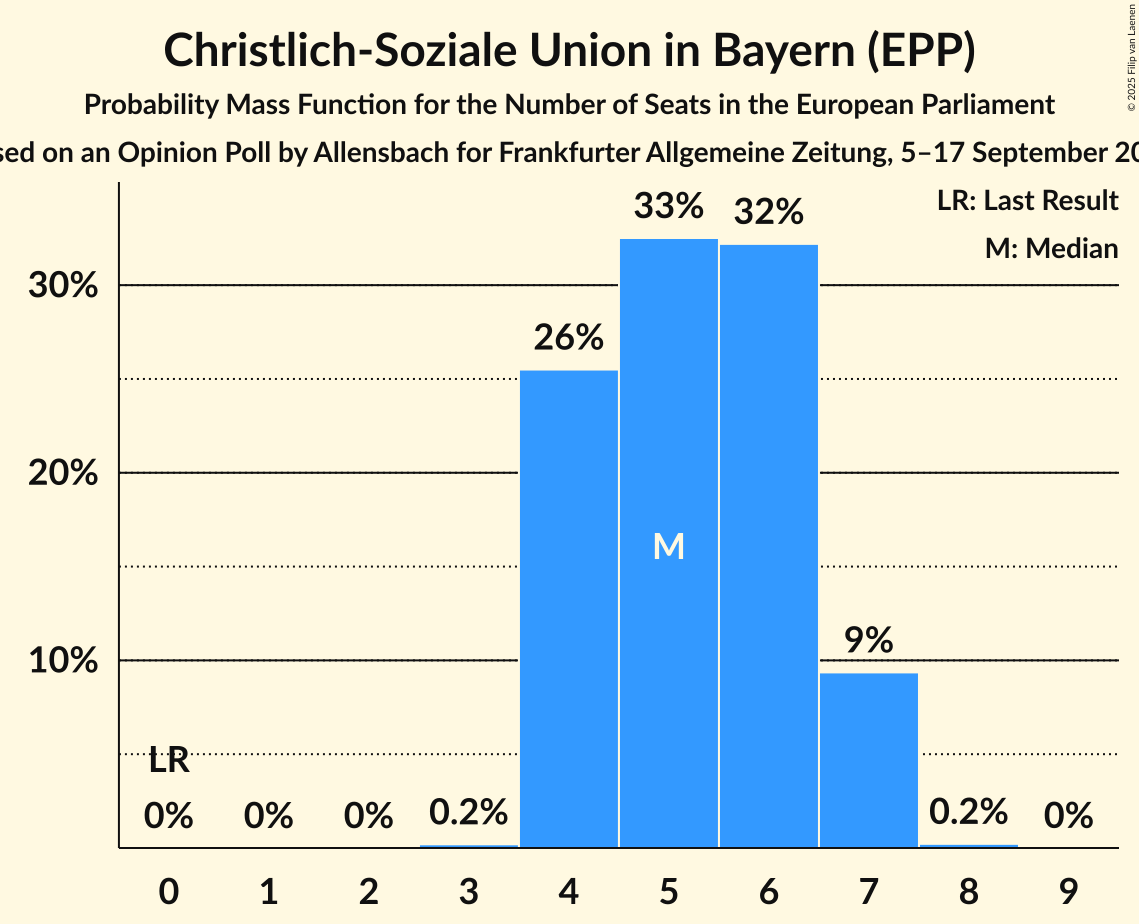 Christlich-Soziale Union in Bayern (EPP)
Probability Mass Function for the Number of Seats in the European Parliament
on an Opinion Poll by Allensbach for Frankfurter Allgemeine Zeitung, 5–17 September
© 2025 Filip van Laenen
LR: Last Result
M: Median
33% 32%
30%
26%
20%
M
10%
9%
LR
0% 0% 0% 0.2% 0.2% 0%
0 1 2 3 4 5 6 7 8 9